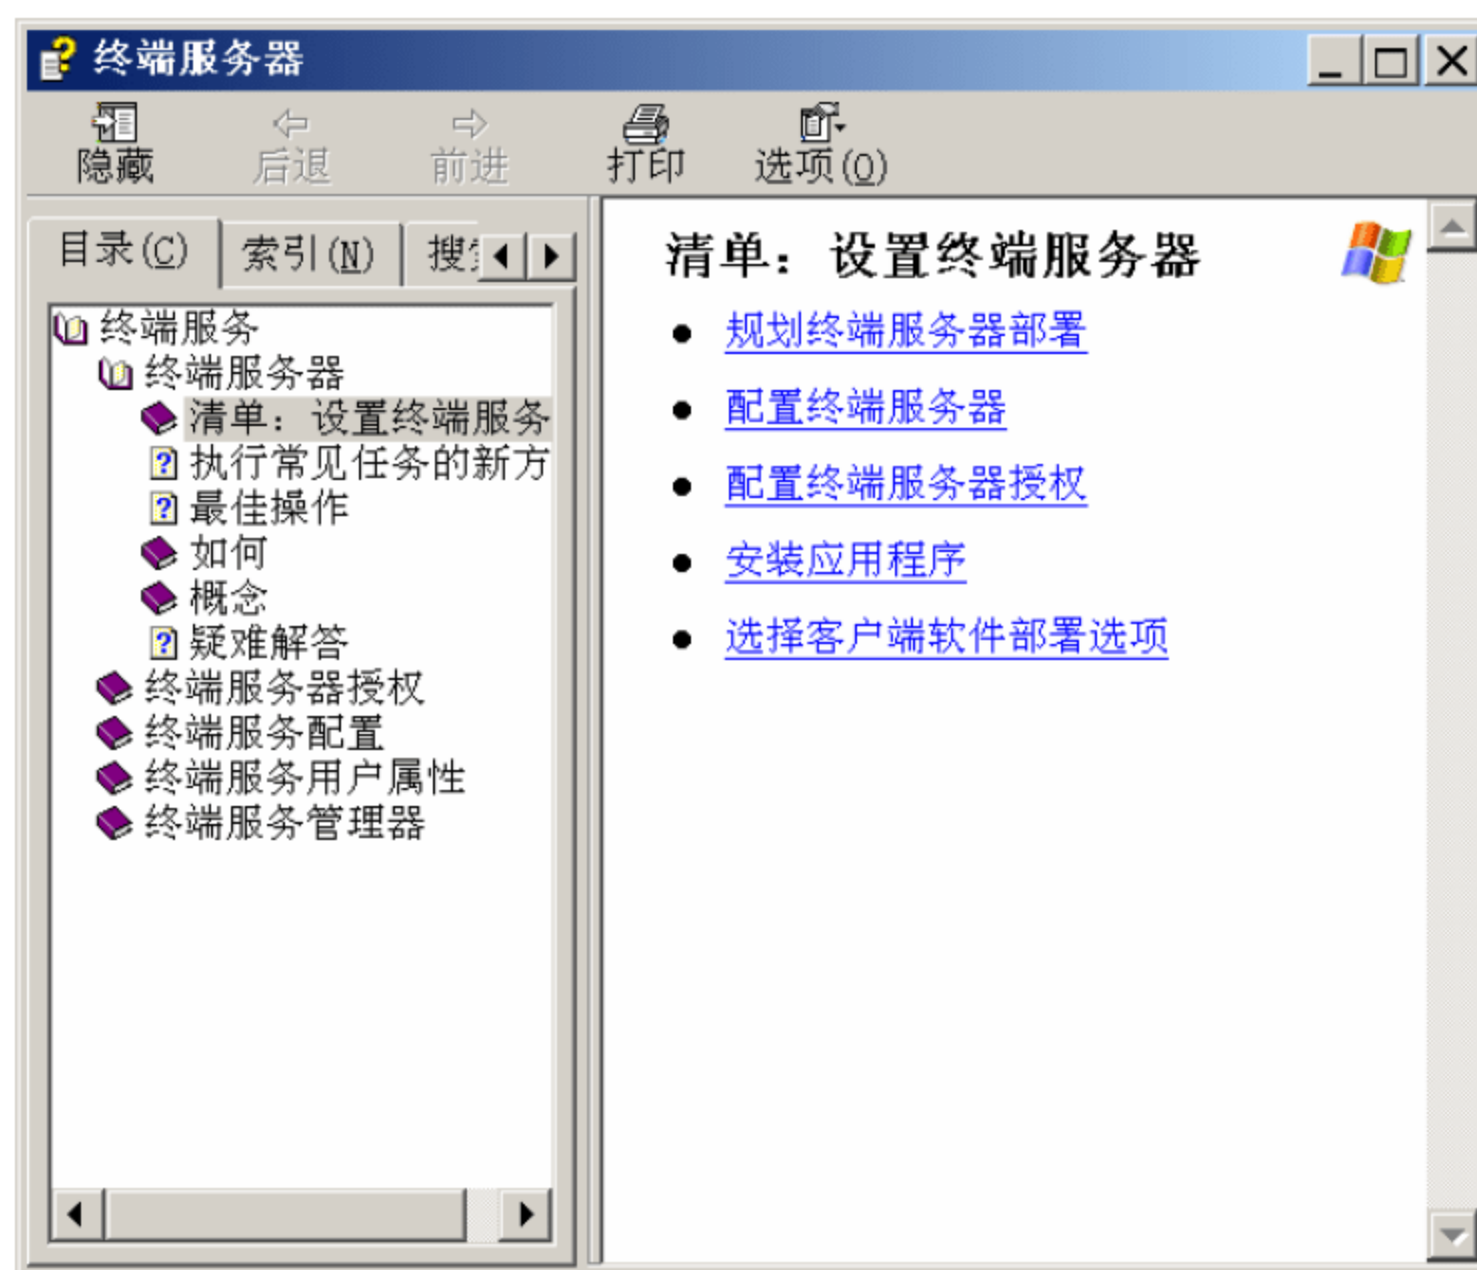 终端服务器
隐藏 后退 前进 打印 选项(O)
目录(C) 索引(N) 搜
终端服务
终端服务器
清单：设置终端服务
执行常见任务的新方
最佳操作
如何
概念
疑难解答
终端服务器授权
终端服务配置
终端服务用户属性
终端服务管理器
清单：设置终端服务器
规划终端服务器部署
配置终端服务器
配置终端服务器授权
安装应用程序
选择客户端软件部署选项